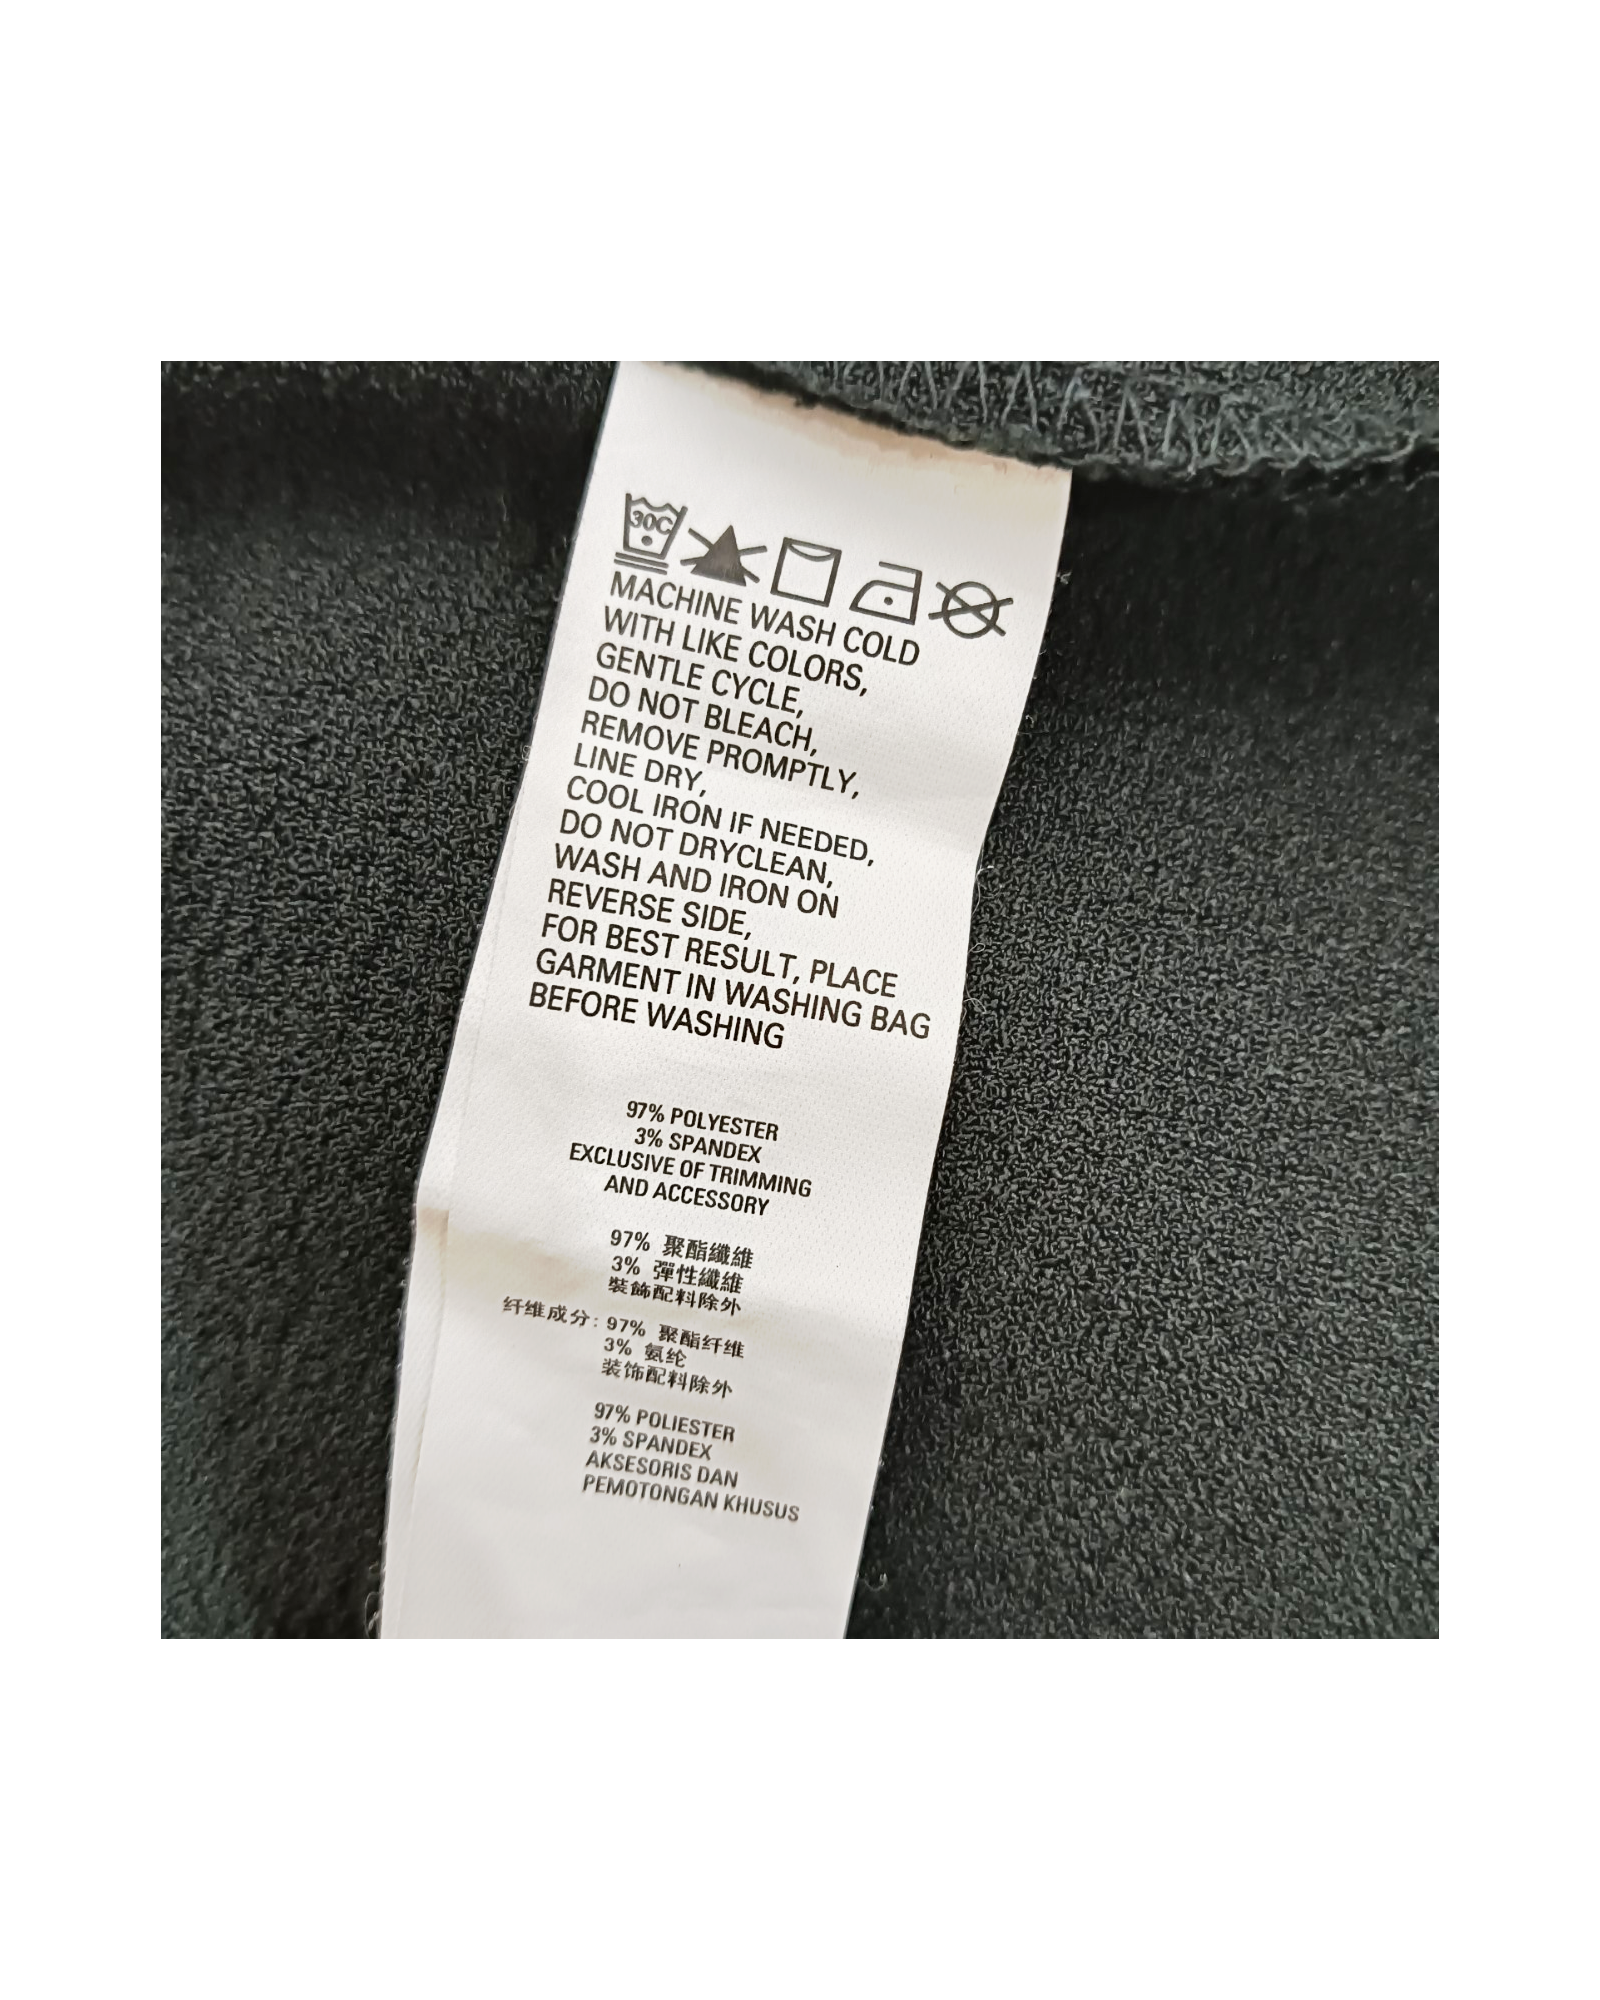 30C
MACHINE WASH COLD
WITH LIKE COLORS,
GENTLE CYCLE,
DO NOT BLEACH,
REMOVE PROMPTLY,
LINE DRY,
COOL IRON IF NEEDED,
DO NOT DRYCLEAN,
WASH AND IRON ON
REVERSE SIDE,
FOR BEST RESULT, PLACE
GARMENT IN WASHING BAG
BEFORE WASHING
97% POLYESTER
3% SPANDEX
EXCLUSIVE OF TRIMMING
AND ACCESSORY
97% 聚酯纖維
3% 彈性纖維
裝飾配料除外
纤维成分: 97% 聚酯纤维
3% 氨纶
装饰配料除外
97% POLIESTER
3% SPANDEX
AKSESORIS DAN
PEMOTONGAN KHUSUS